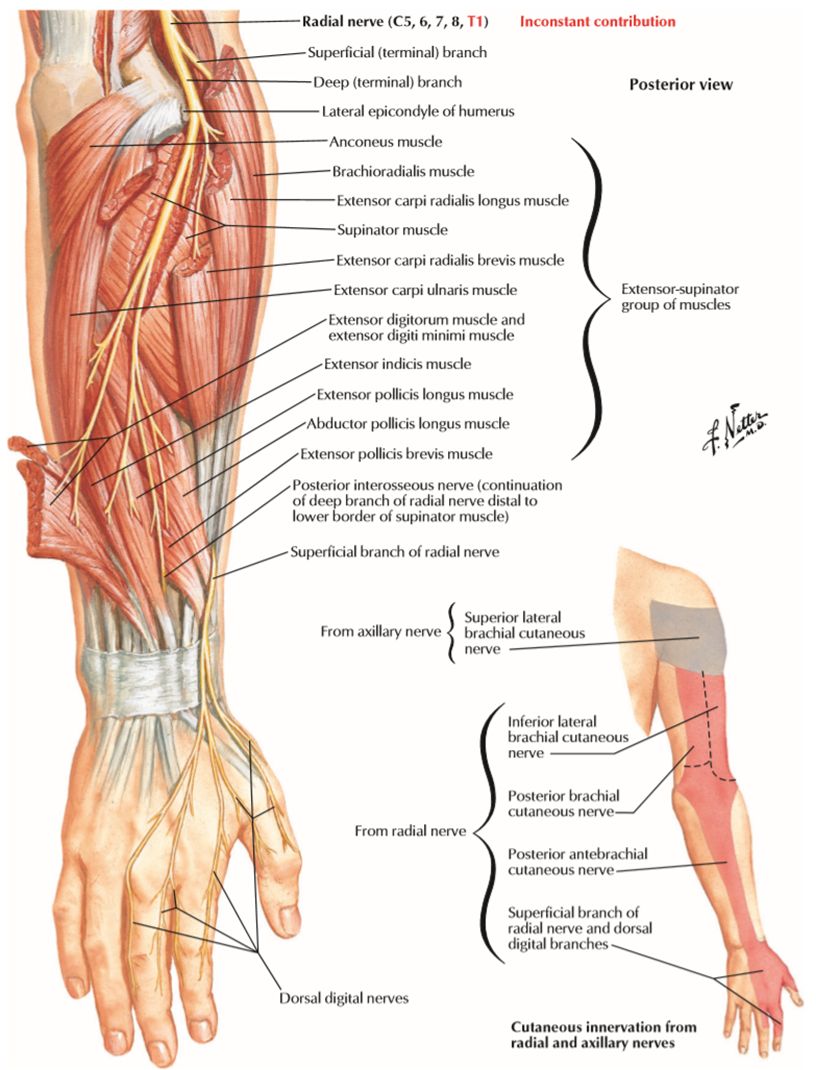 Radial nerve (C5, 6, 7, 8, T1)
Inconstant contribution
Superficial (terminal) branch
Deep (terminal) branch
Posterior view
Lateral epicondyle of humerus
Anconeus muscle
Brachioradialis muscle
Extensor carpi radialis longus muscle
Supinator muscle
Extensor carpi radialis brevis muscle
Extensor carpi ulnaris muscle
Extensor-supinator
group of muscles
Extensor digitorum muscle and
extensor digiti minimi muscle
Extensor indicis muscle
Extensor pollicis longus muscle
Abductor pollicis longus muscle
Extensor pollicis brevis muscle
F. Netter
M.D.
Posterior interosseous nerve (continuation
of deep branch of radial nerve distal to
lower border of supinator muscle)
Superficial branch of radial nerve
From axillary nerve
Superior lateral
brachial cutaneous
nerve
Inferior lateral
brachial cutaneous
nerve
Posterior brachial
cutaneous nerve
From radial nerve
Posterior antebrachial
cutaneous nerve
Superficial branch of
radial nerve and dorsal
digital branches
Dorsal digital nerves
Cutaneous innervation from
radial and axillary nerves